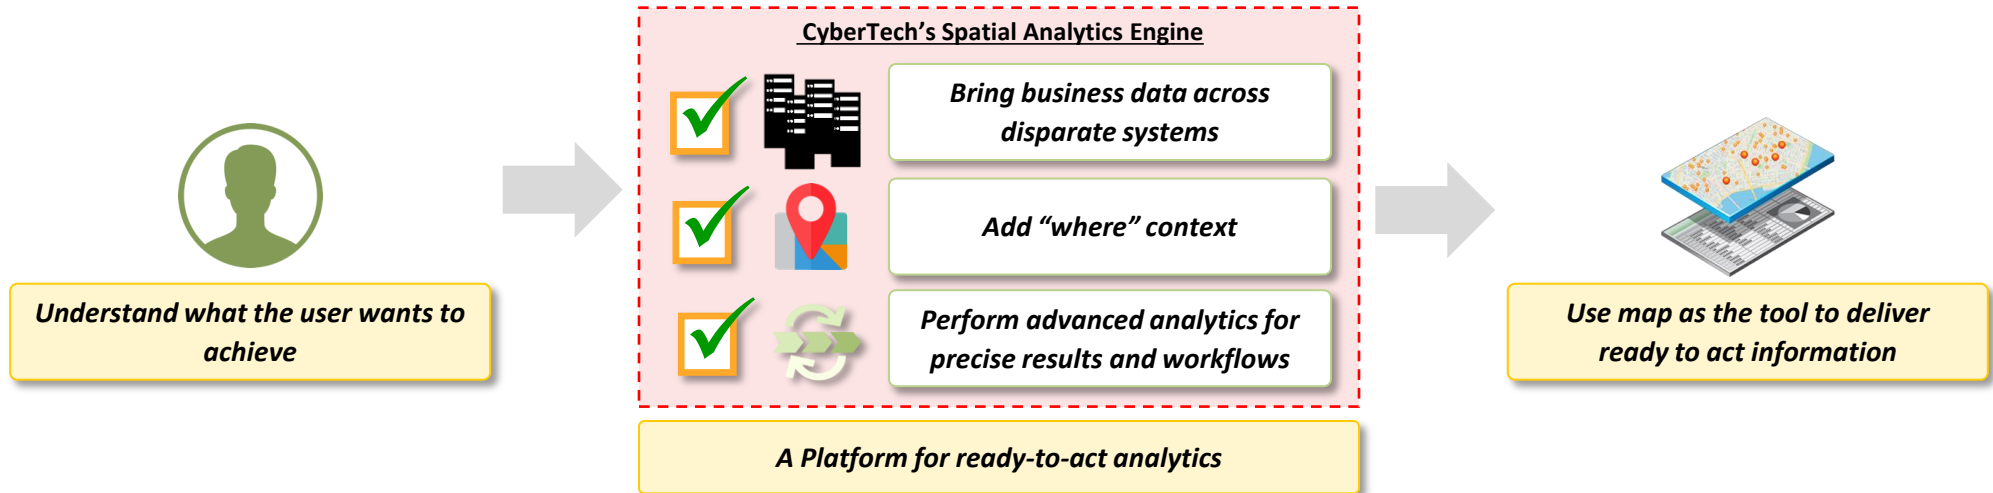 CyberTech’s Spatial Analytics Engine
Bring business data across
disparate systems
Add “where” context
Perform advanced analytics for
precise results and workflows
Understand what the user wants to
achieve
Use map as the tool to deliver
ready to act information
A Platform for ready-to-act analytics